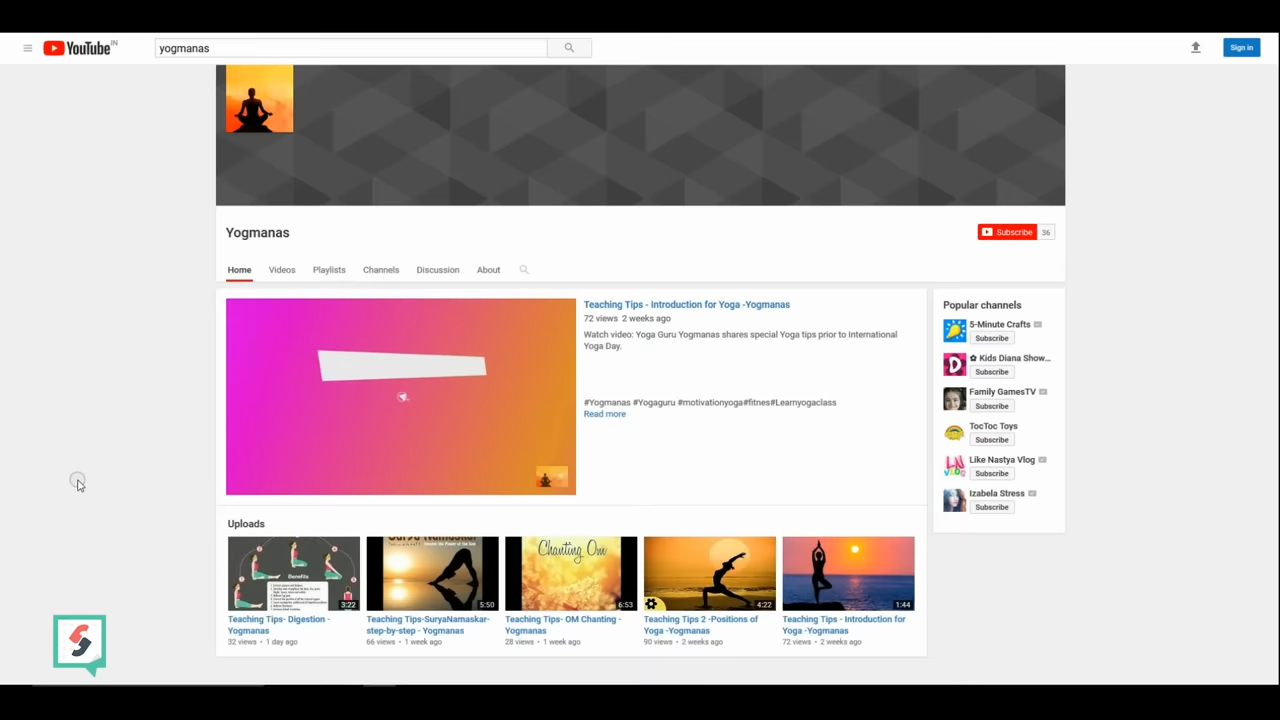 YouTube IN
yogmanas
Sign in
Yogmanas
Subscribe 36
Home Videos Playlists Channels Discussion About
Teaching Tips - Introduction for Yoga -Yogmanas
72 views 2 weeks ago
Watch video: Yoga Guru Yogmanas shares special Yoga tips prior to International
Yoga Day.
#Yogmanas #Yogaguru #motivationyoga#fitnes#Learnyogaclass
Read more
Popular channels
5-Minute Crafts
Subscribe
✿ Kids Diana Show...
Subscribe
Family GamesTV
Subscribe
TocToc Toys
Subscribe
Like Nastya Vlog
Subscribe
Izabela Stress
Subscribe
Uploads
Benefits
3:22
5:50
Chanting Om
6:53
4:22
1:44
Teaching Tips- Digestion -
Yogmanas
32 views • 1 day ago
Teaching Tips-SuryaNamaskar-
step-by-step - Yogmanas
66 views • 1 week ago
Teaching Tips- OM Chanting -
Yogmanas
28 views • 1 week ago
Teaching Tips 2 -Positions of
Yoga -Yogmanas
90 views • 2 weeks ago
Teaching Tips - Introduction for
Yoga -Yogmanas
72 views • 2 weeks ago